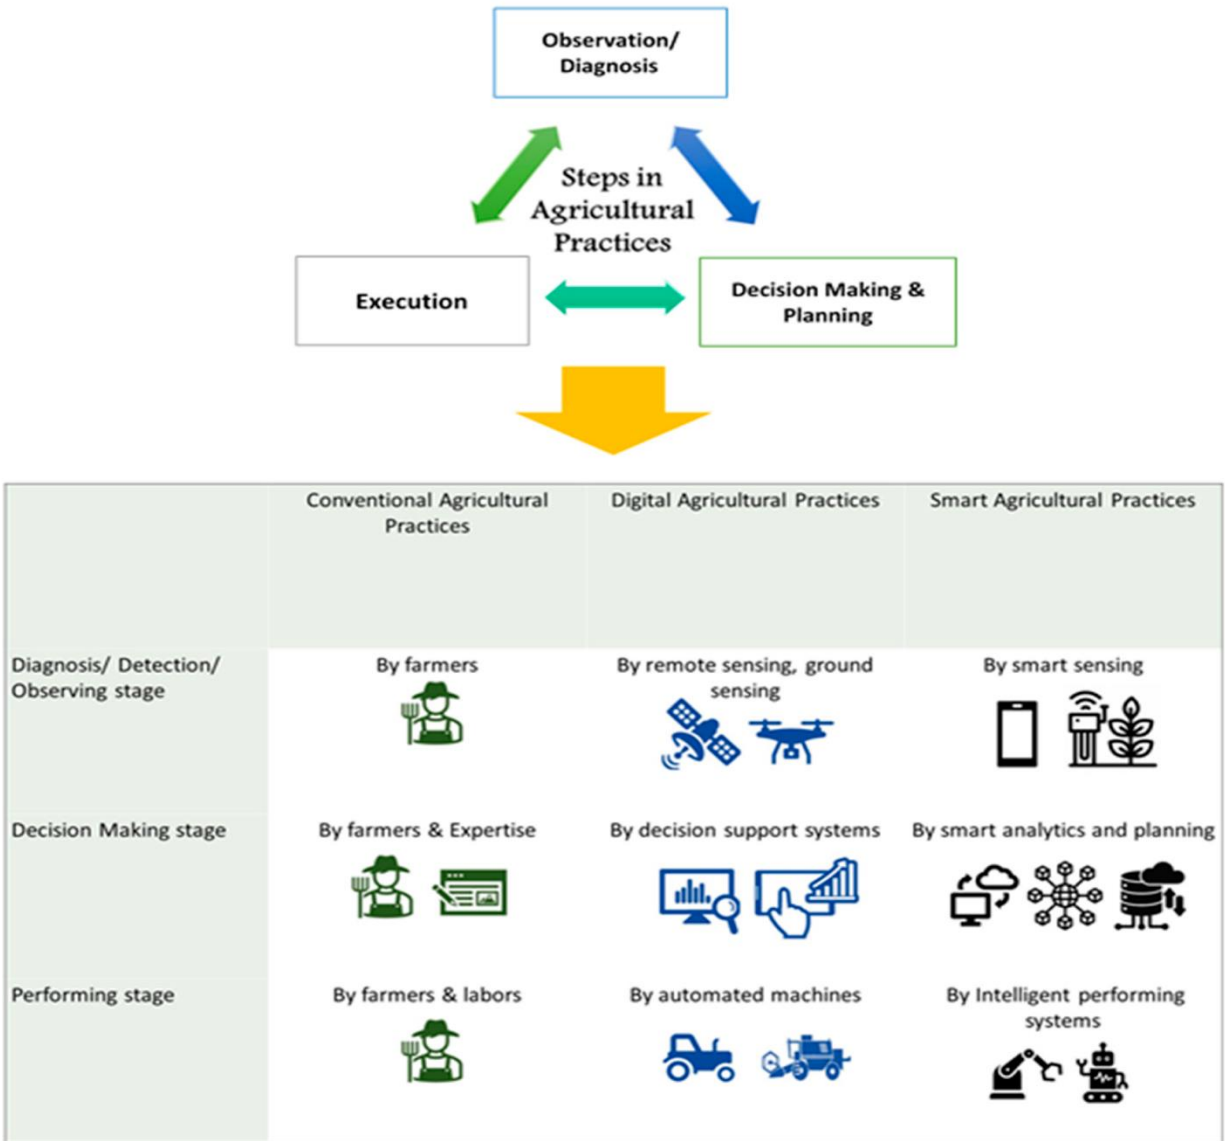 Observation/
Diagnosis
Steps in
Agricultural
Practices
Execution
Decision Making &
Planning
Conventional Agricultural
Practices
Digital Agricultural Practices
Smart Agricultural Practices
Diagnosis/ Detection/
Observing stage
By farmers
By remote sensing, ground
sensing
By smart sensing
Decision Making stage
By farmers & Expertise
By decision support systems
By smart analytics and planning
Performing stage
By farmers & labors
By automated machines
By Intelligent performing
systems